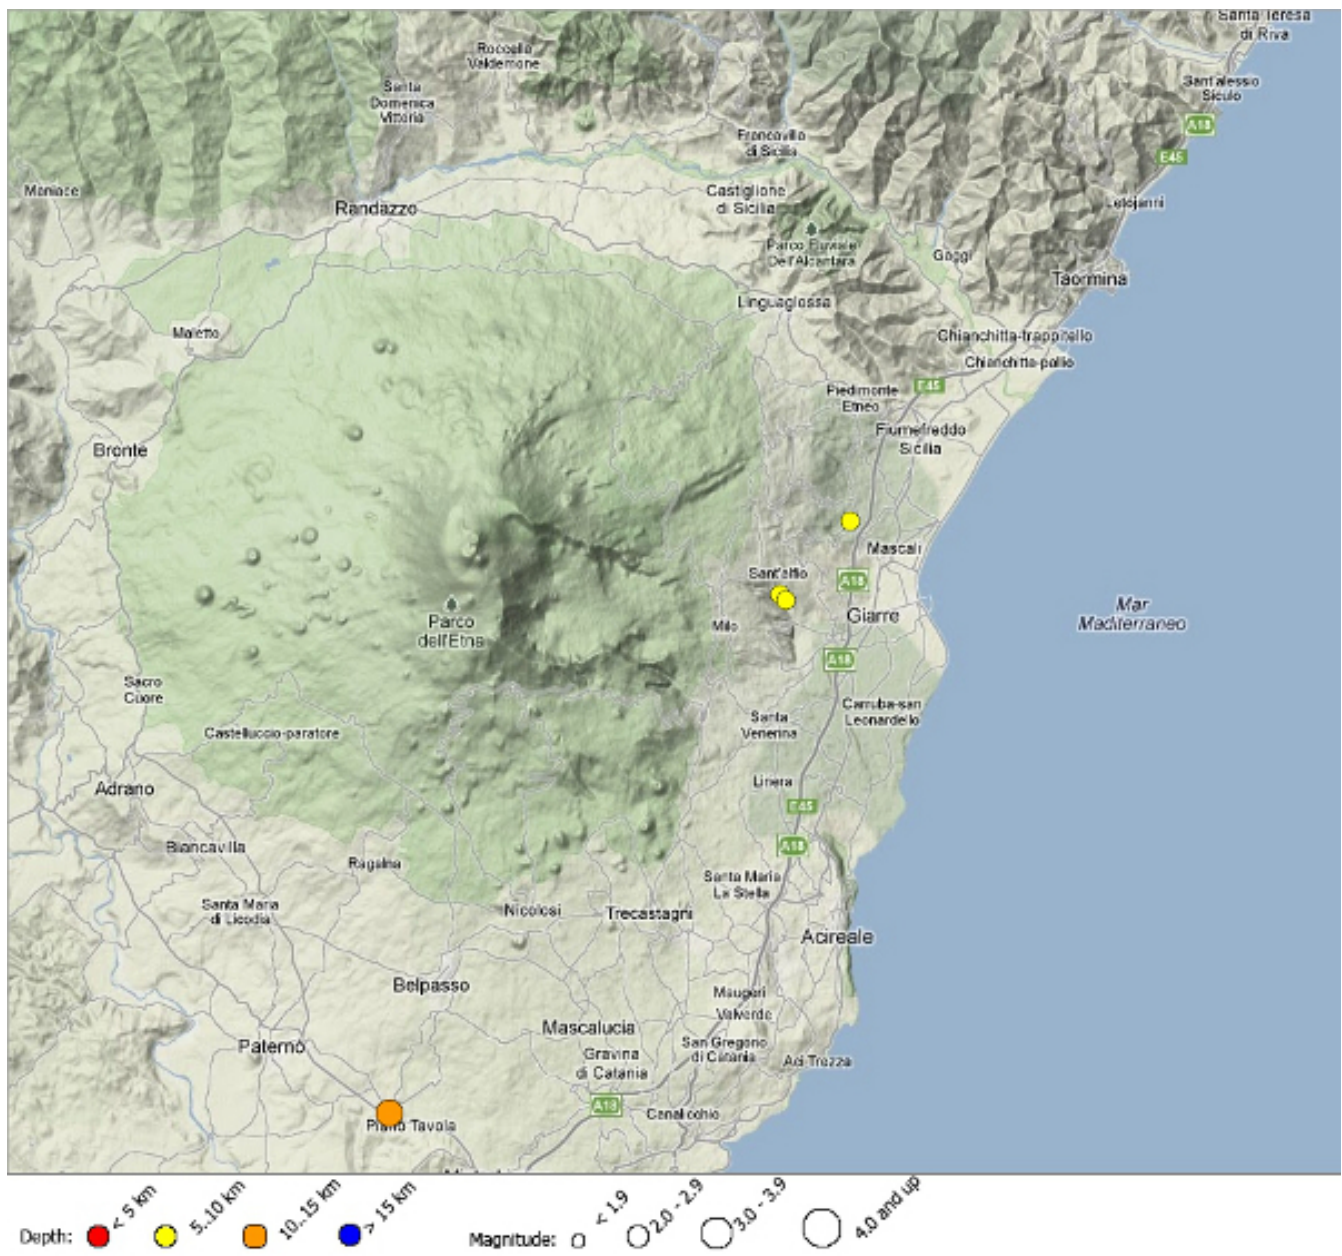 Santa Teresa
di Riva
Roccella
Valdemone
Sant'alessio
Siculo
Santa
Domenica
Vittoria
A18
Francavilla
di Sicilia
E45
Maniace
Castiglione
di Sicilia
Letojanni
Randazzo
Parco Fluviale
Dell'Alcantara
Gaggi
Taormina
Linguaglossa
Maletto
Chianchitta-trappitello
Chianchitta-pallio
E45
Piedimonte
Etneo
Fiumefreddo
Sicilia
Bronte
Mascali
Sant'alfio
A18
Mar
Mediterraneo
Giarre
Parco
dell'Etna
Milo
A18
Sacro
Cuore
Carruba-san
Leonardello
Santa
Venerina
Castelluccio-paratore
Linera
Adrano
E45
A18
Biancavilla
Ragalna
Santa Maria
La Stella
Santa Maria
di Licodia
Nicolosi
Trecastagni
Acireale
Belpasso
Maugeri
Valverde
Mascalucia
Paternò
San Gregorio
di Catania
Gravina
di Catania
Aci Trezza
A18
Canalicchio
Piano Tavola
Depth: < 5 km 5..10 km 10..15 km > 15 km Magnitude: < 1.9 2.0 - 2.9 3.0 - 3.9 4.0 and up